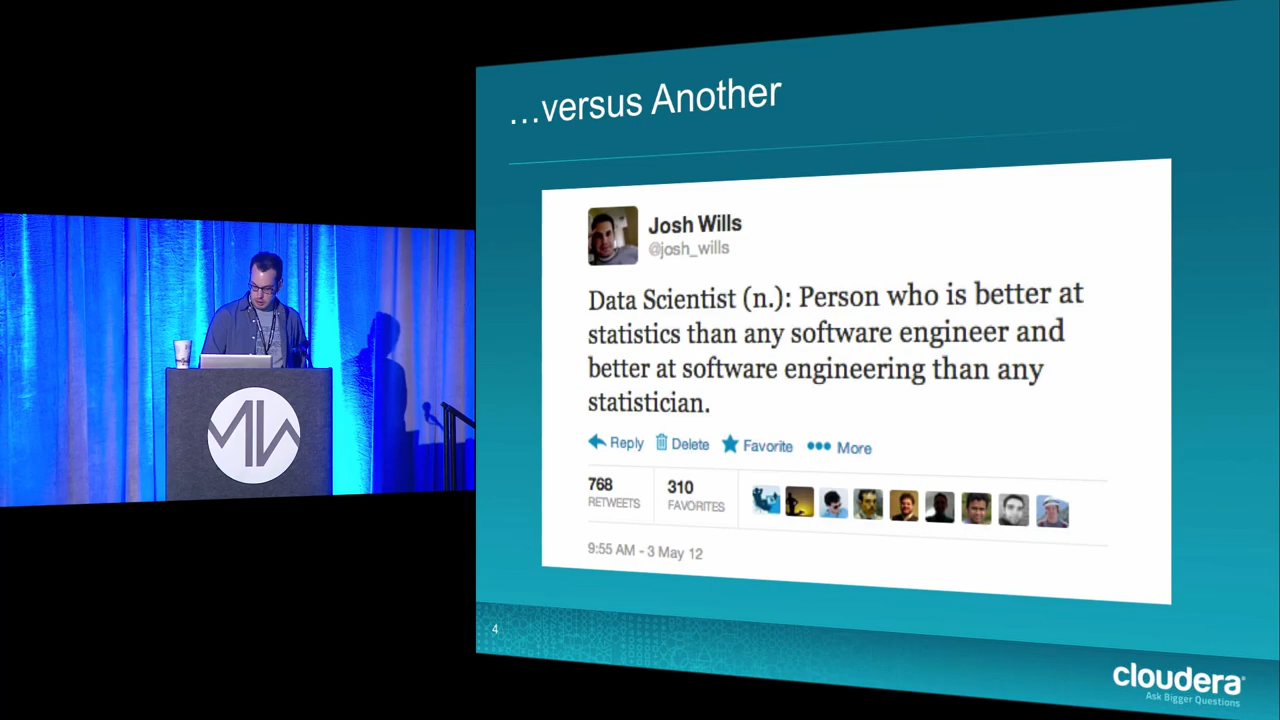 …versus Another
Josh Wills
@josh_wills
Data Scientist (n.): Person who is better at
statistics than any software engineer and
better at software engineering than any
statistician.
Reply Delete Favorite More
768 310
RETWEETS FAVORITES
9:55 AM - 3 May 12
4
cloudera
Ask Bigger Questions
MW